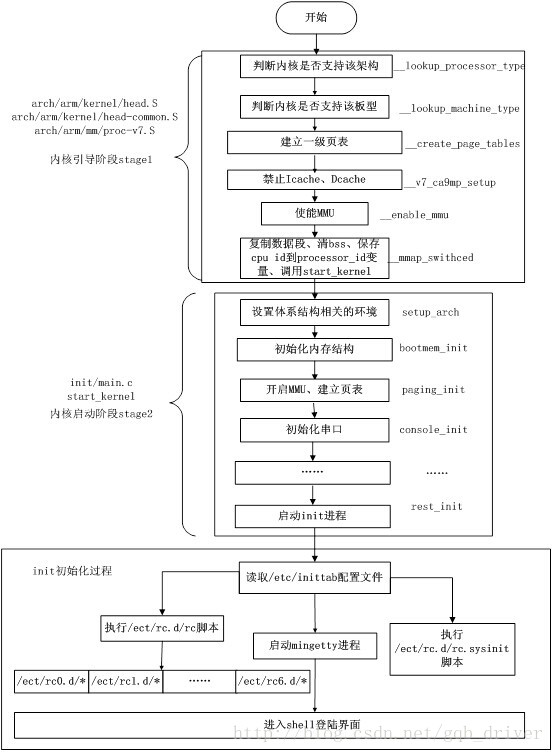 开始
判断内核是否支持该架构
__lookup_processor_type
arch/arm/kernel/head.S
arch/arm/kernel/head-common.S
arch/arm/mm/proc-v7.S
内核引导阶段stage1
判断内核是否支持该板型
__lookup_machine_type
建立一级页表
__create_page_tables
禁止Icache、Dcache
__v7_ca9mp_setup
使能MMU
__enable_mmu
复制数据段、清bss、保存
cpu id到processor_id变
量、调用start_kernel
__mmap_swithced
设置体系结构相关的环境
setup_arch
初始化内存结构
bootmem_init
init/main.c
start_kernel
内核启动阶段stage2
开启MMU、建立页表
paging_init
初始化串口
console_init
……
……
启动init进程
rest_init
init初始化过程
读取/etc/inittab配置文件
执行/ect/rc.d/rc脚本
启动mingetty进程
执行
/ect/rc.d/rc.sysinit
脚本
/ect/rc0.d/*
/ect/rc1.d/*
……
/ect/rc6.d/*
进入shell登陆界面
http://blog.csdn.net/gqb_driver